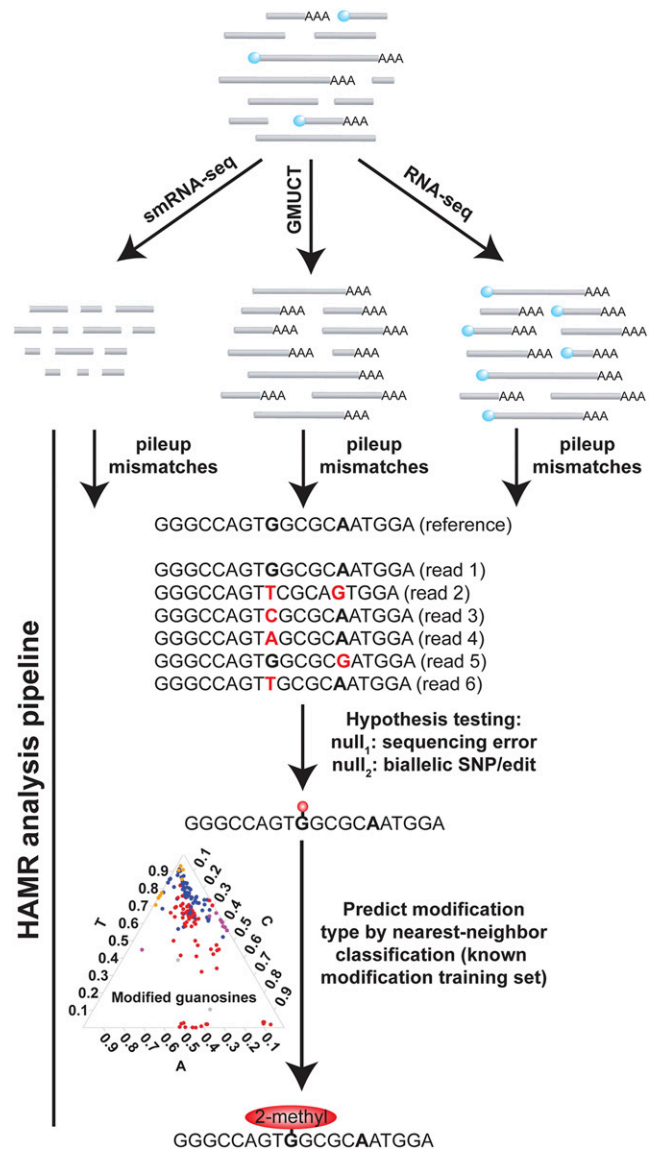 AAA
AAA
AAA
AAA
smRNA-seq
GMUCT
RNA-seq
AAA
AAA AAA
AAA AAA
AAA AAA
AAA
AAA AAA
AAA
AAA
AAA AAA
AAA
AAA AAA
AAA
AAA AAA
AAA
pileup mismatches
pileup mismatches
pileup mismatches
HAMR analysis pipeline
GGGCCAGTGGCGCAATGGA (reference)
GGGCCAGTGGCGCAATGGA (read 1)
GGGCCAGTTCGCAGTGGA (read 2)
GGGCCAGTCGCGCAATGGA (read 3)
GGGCCAGTAGCGCAATGGA (read 4)
GGGCCAGTGGCGCGATGGA (read 5)
GGGCCAGTTGCGCAATGGA (read 6)
Hypothesis testing:
null1: sequencing error
null2: biallelic SNP/edit
GGGCCAGTGGCGCAATGGA
T
0.9
0.8
0.7
0.6
0.5
0.4
0.3
0.2
0.1
C
0.1
0.2
0.3
0.4
0.5
0.6
0.7
0.8
0.9
Modified guanosines
0.9 0.8 0.7 0.6 0.5 0.4 0.3 0.2 0.1
A
Predict modification
type by nearest-neighbor
classification (known
modification training set)
2-methyl
GGGCCAGTGGCGCAATGGA